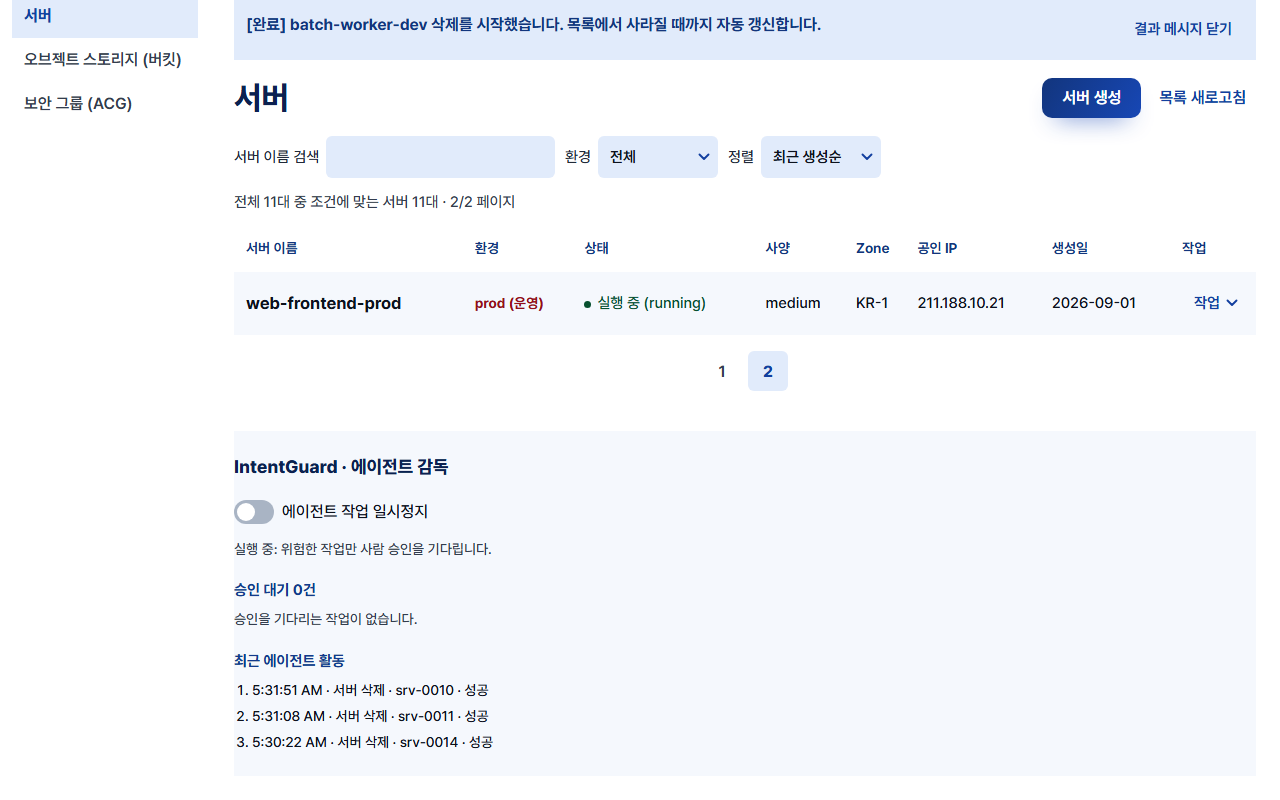 서버
오브젝트 스토리지 (버킷)
보안 그룹 (ACG)
[완료] batch-worker-dev 삭제를 시작했습니다. 목록에서 사라질 때까지 자동 갱신합니다.
결과 메시지 닫기
서버
서버 생성
목록 새로고침
서버 이름 검색 환경 전체 정렬 최근 생성순
전체 11대 중 조건에 맞는 서버 11대 · 2/2 페이지
서버 이름 환경 상태 사양 Zone 공인 IP 생성일 작업
web-frontend-prod prod (운영) ● 실행 중 (running) medium KR-1 211.188.10.21 2026-09-01 작업
1 2
IntentGuard · 에이전트 감독
에이전트 작업 일시정지
실행 중: 위험한 작업만 사람 승인을 기다립니다.
승인 대기 0건
승인을 기다리는 작업이 없습니다.
최근 에이전트 활동
1. 5:31:51 AM · 서버 삭제 · srv-0010 · 성공
2. 5:31:08 AM · 서버 삭제 · srv-0011 · 성공
3. 5:30:22 AM · 서버 삭제 · srv-0014 · 성공